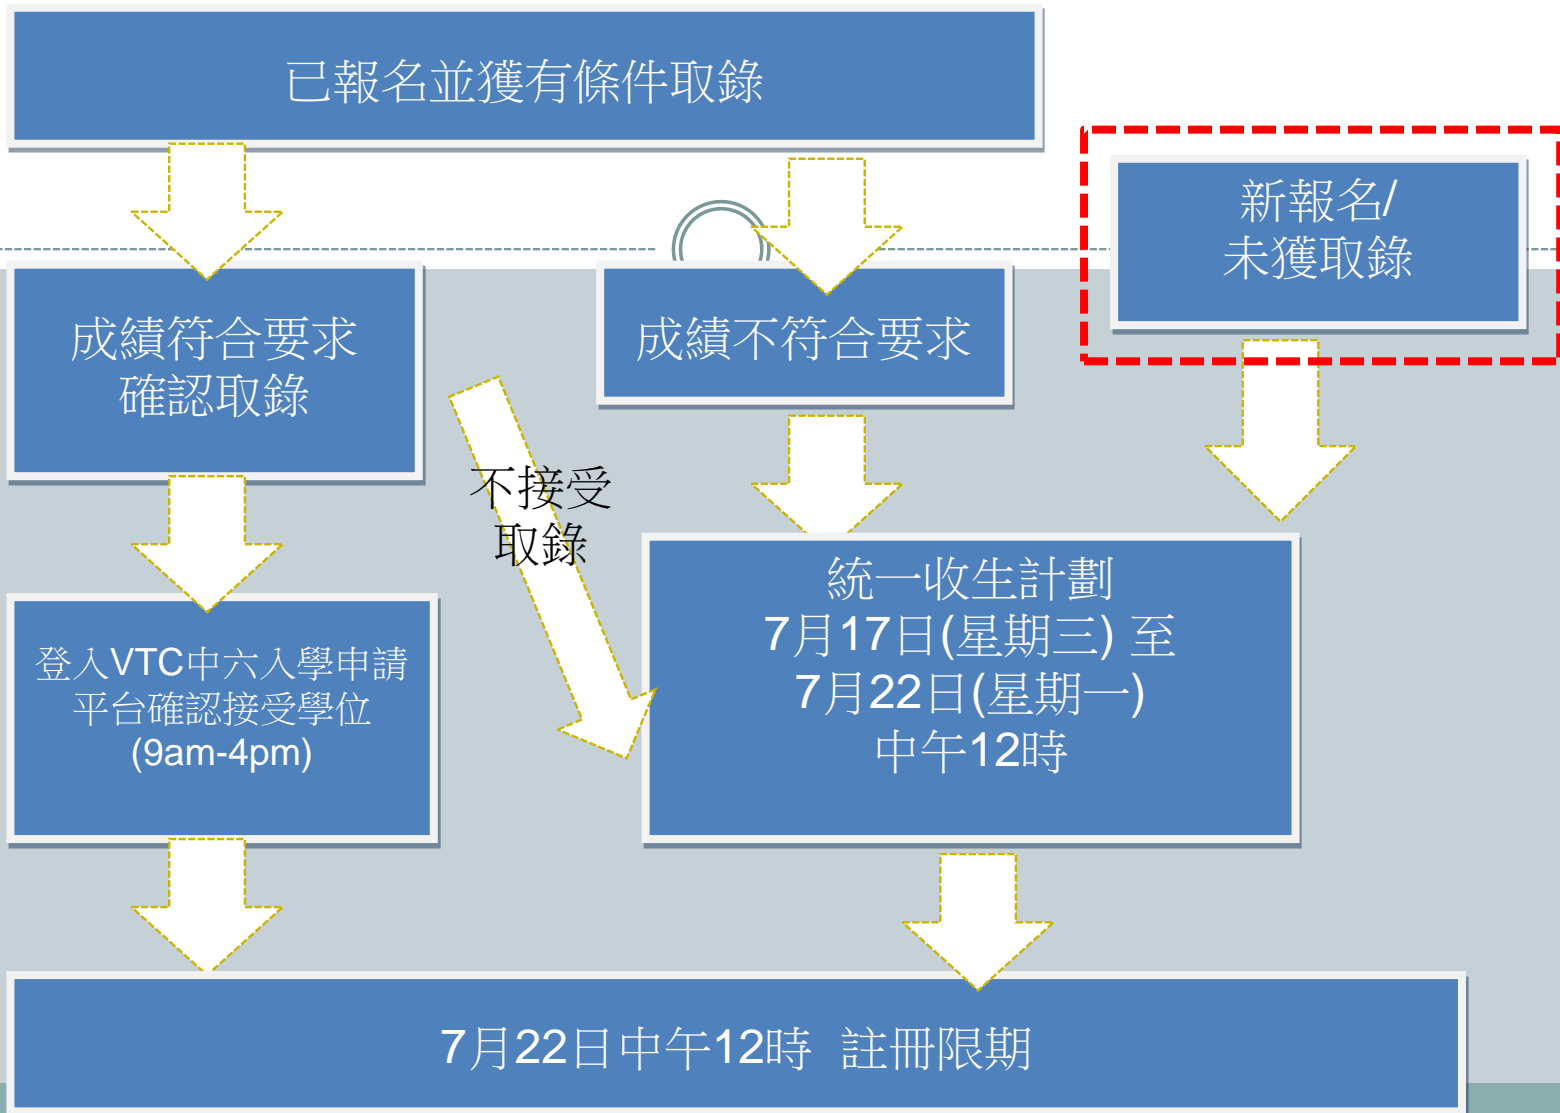 已報名並獲有條件取錄
新報名/
未獲取錄
成績符合要求
確認取錄
成績不符合要求
不接受
取錄
登入VTC中六入學申請
平台確認接受學位
(9am-4pm)
統一收生計劃
7月17日(星期三) 至
7月22日(星期一)
中午12時
7月22日中午12時 註冊限期